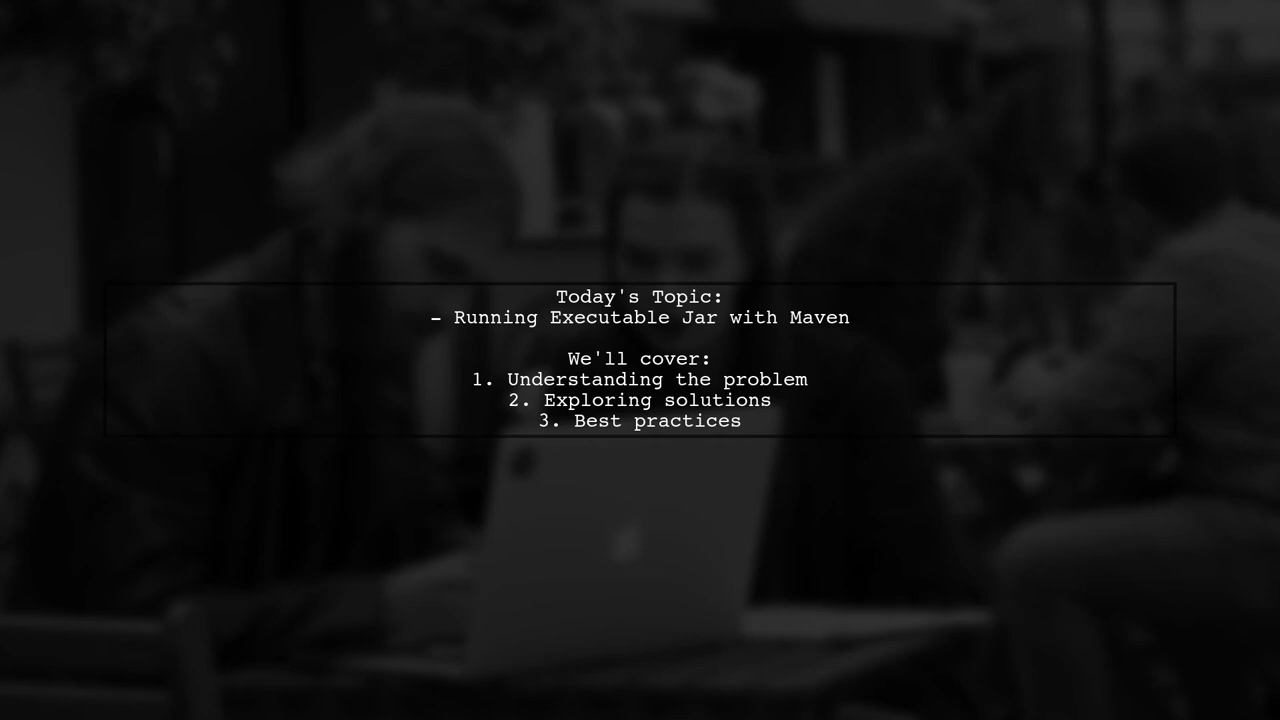 Today's Topic:
– Running Executable Jar with Maven
We'll cover:
1. Understanding the problem
2. Exploring solutions
3. Best practices